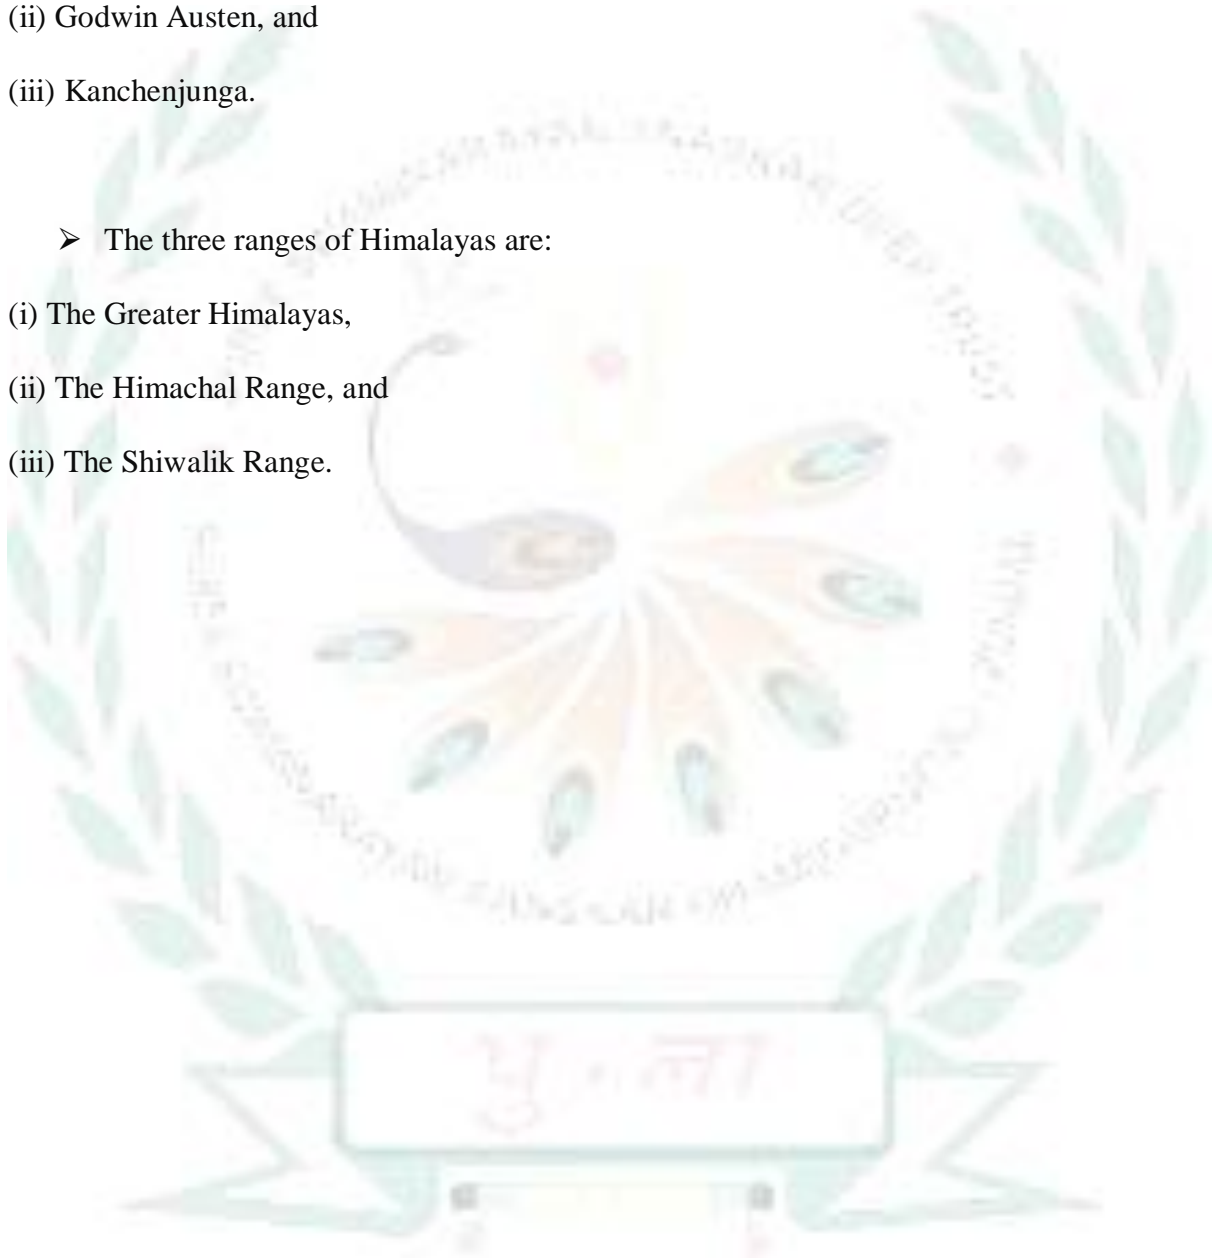 (ii) Godwin Austen, and
(iii) Kanchenjunga.
➢ The three ranges of Himalayas are:
(i) The Greater Himalayas,
(ii) The Himachal Range, and
(iii) The Shiwalik Range.
पु . ना